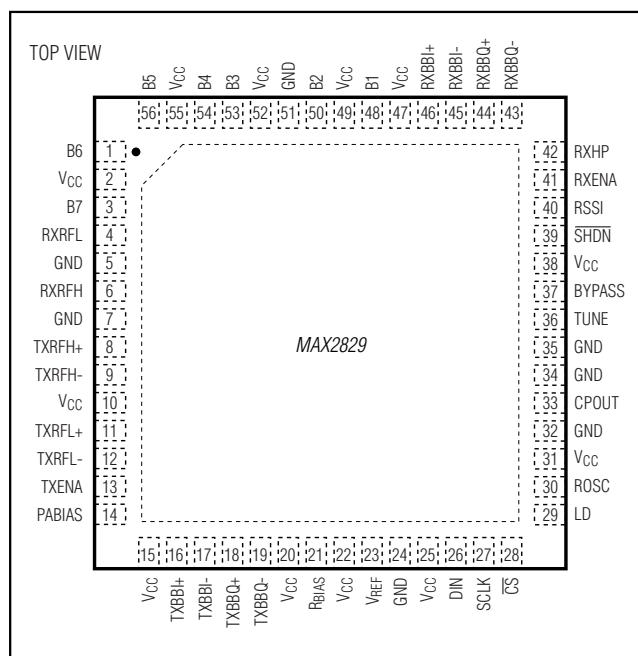 TOP VIEW
B5 VCC B4 B3 VCC GND B2 VCC B1 VCC RXBBI+ RXBBI- RXBBQ+ RXBBQ-
56 55 54 53 52 51 50 49 48 47 46 45 44 43
B6 1 42 RXHP
VCC 2 41 RXENA
B7 3 40 RSSI
RXRFL 4 39 SHDN
GND 5 38 VCC
RXRFH 6 37 BYPASS
GND 7 36 TUNE
TXRFH+ 8 35 GND
MAX2829
TXRFH- 9 34 GND
VCC 10 33 CPOUT
TXRFL+ 11 32 GND
TXRFL- 12 31 VCC
TXENA 13 30 ROSC
PABIAS 14 29 LD
15 16 17 18 19 20 21 22 23 24 25 26 27 28
VCC TXBBI+ TXBBI- TXBBQ+ TXBBQ- VCC RBIAS VCC VREF GND VCC DIN SCLK CS